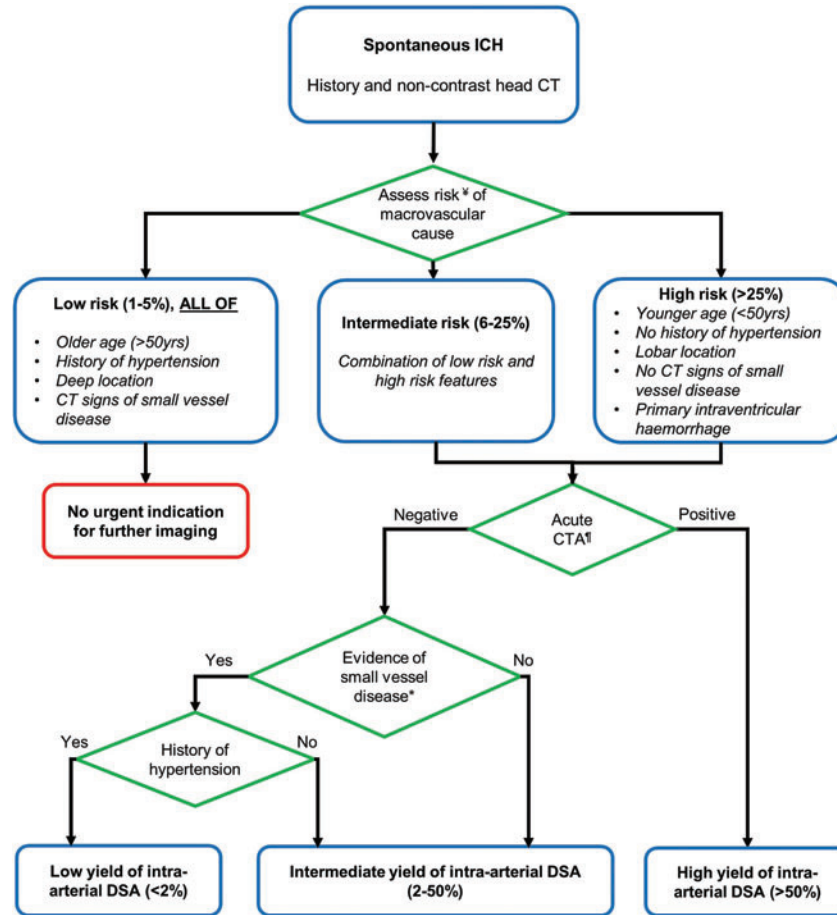 Spontaneous ICH
History and non-contrast head CT
Assess risk¥ of
macrovascular
cause
Low risk (1-5%), ALL OF
• Older age (>50yrs)
• History of hypertension
• Deep location
• CT signs of small vessel
disease
Intermediate risk (6-25%)
Combination of low risk and
high risk features
High risk (>25%)
• Younger age (<50yrs)
• No history of hypertension
• Lobar location
• No CT signs of small
vessel disease
• Primary intraventricular
haemorrhage
No urgent indication
for further imaging
Negative
Acute
CTA¶
Positive
Yes
Evidence of
small vessel
disease*
No
Yes
History of
hypertension
No
Low yield of intra-
arterial DSA (<2%)
Intermediate yield of intra-arterial DSA
(2-50%)
High yield of intra-
arterial DSA (>50%)